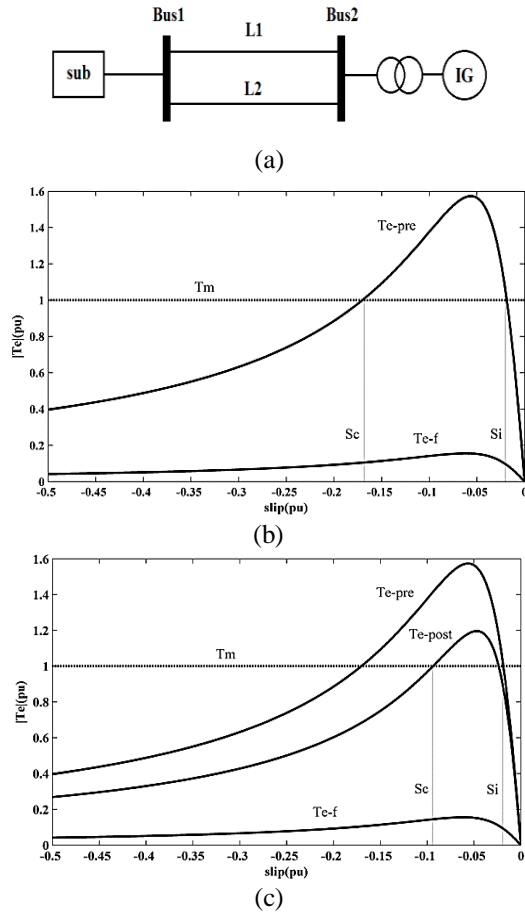 Bus1 Bus2
L1
sub IG
L2
(a)
1.6
1.4
Te-pre
1.2
Tm
1
|Te|(pu)
0.8
0.6
0.4
Sc Te-f Si
0.2
0
-0.5 -0.45 -0.4 -0.35 -0.3 -0.25 -0.2 -0.15 -0.1 -0.05 0
slip(pu)
(b)
1.6
1.4
Te-pre
1.2
Te-post
Tm
1
|Te|(pu)
0.8
0.6
0.4
Sc Si
Te-f
0.2
0
-0.5 -0.45 -0.4 -0.35 -0.3 -0.25 -0.2 -0.15 -0.1 -0.05 0
slip(pu)
(c)